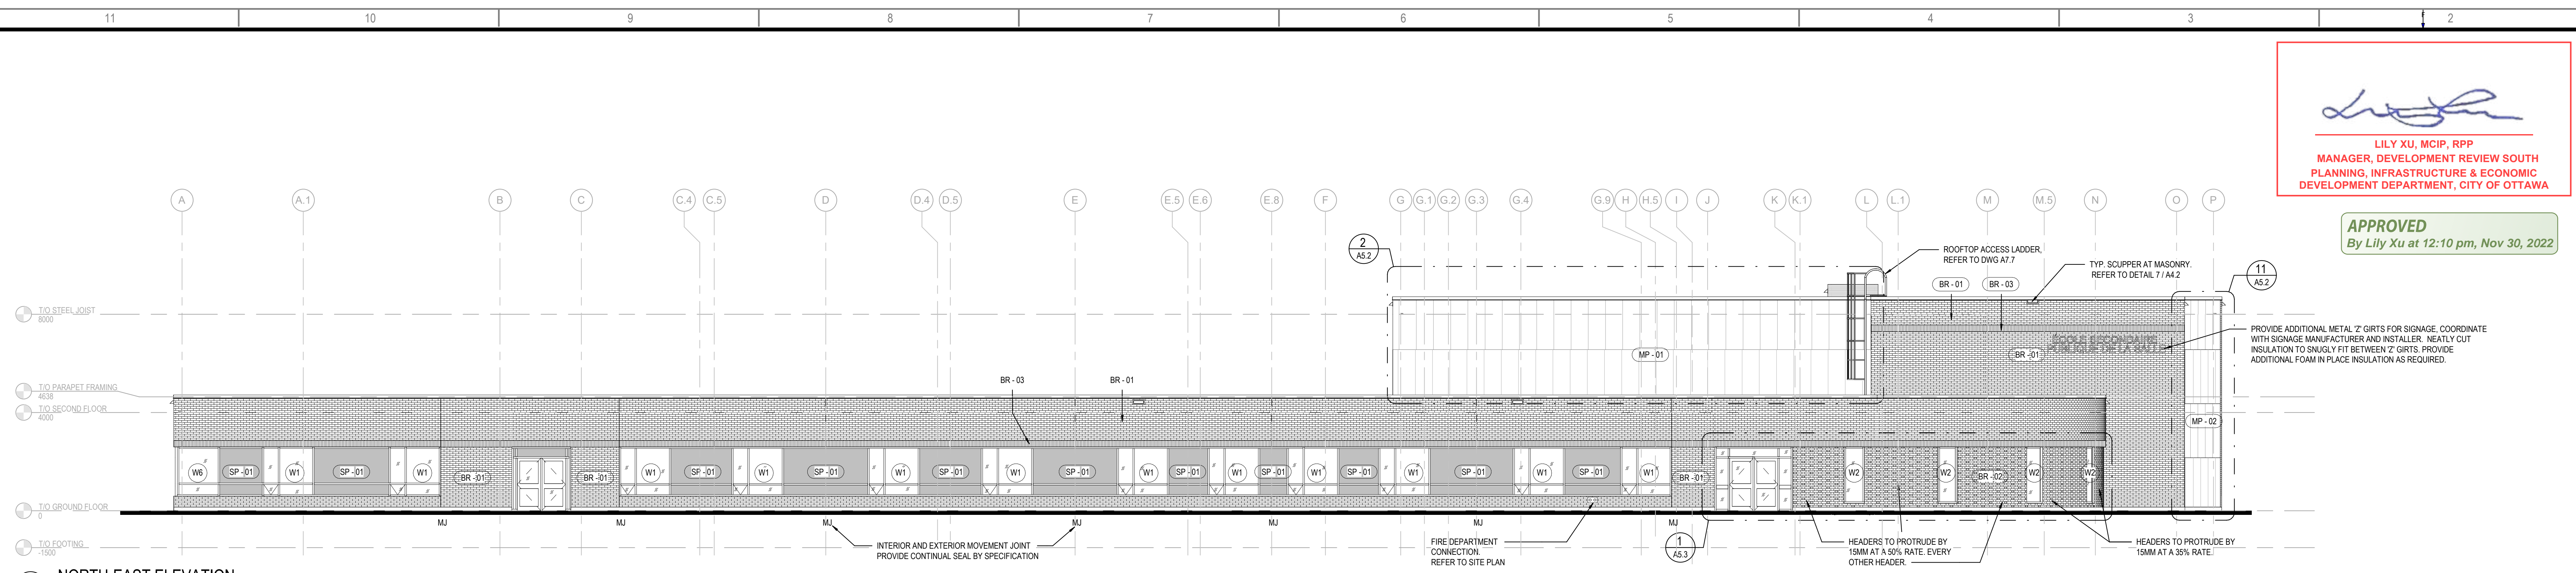 11 10 9 8 7 6 5 4 3 2
F
LILY XU, MCIP, RPP
MANAGER, DEVELOPMENT REVIEW SOUTH
PLANNING, INFRASTRUCTURE & ECONOMIC
DEVELOPMENT DEPARTMENT, CITY OF OTTAWA
APPROVED
By Lily Xu at 12:10 pm, Nov 30, 2022
A A.1 B C C.4 C.5 D D.4 D.5 E E.5 E.6 E.8 F G G.1 G.2 G.3 G.4 G.9 H H.5 I J K K.1 L L.1 M M.5 N O P
2
A5.2
ROOFTOP ACCESS LADDER,
REFER TO DWG A7.7
TYP. SCUPPER AT MASONRY.
REFER TO DETAIL 7 / A4.2
11
A5.2
BR - 01 BR - 03
T/O STEEL JOIST
8000
PROVIDE ADDITIONAL METAL 'Z' GIRTS FOR SIGNAGE, COORDINATE
WITH SIGNAGE MANUFACTURER AND INSTALLER. NEATLY CUT
INSULATION TO SNUGLY FIT BETWEEN 'Z' GIRTS. PROVIDE
ADDITIONAL FOAM IN PLACE INSULATION AS REQUIRED.
ÉCOLE SECONDAIRE
PUBLIQUE DE LA SALLE
MP - 01
BR - 01
BR - 03 BR - 01
T/O PARAPET FRAMING
4638
T/O SECOND FLOOR
4000
MP - 02
W6 SP - 01 W1 SP - 01 W1 BR - 01 BR - 01 W1 SP - 01 W1 SP - 01 W1 SP - 01 W1 SP - 01 W1 SP - 01 W1 SP - 01 W1 SP - 01 W1 SP - 01 W1 SP - 01 W1 BR - 01 W2 W2 BR - 02 W2 W2
T/O GROUND FLOOR
0
MJ MJ MJ MJ MJ MJ MJ
T/O FOOTING
-1500
INTERIOR AND EXTERIOR MOVEMENT JOINT
PROVIDE CONTINUAL SEAL BY SPECIFICATION
FIRE DEPARTMENT
CONNECTION.
REFER TO SITE PLAN
1
A5.3
HEADERS TO PROTRUDE BY
15MM AT A 50% RATE. EVERY
OTHER HEADER.
HEADERS TO PROTRUDE BY
15MM AT A 35% RATE.
NORTH EAST ELEVATION